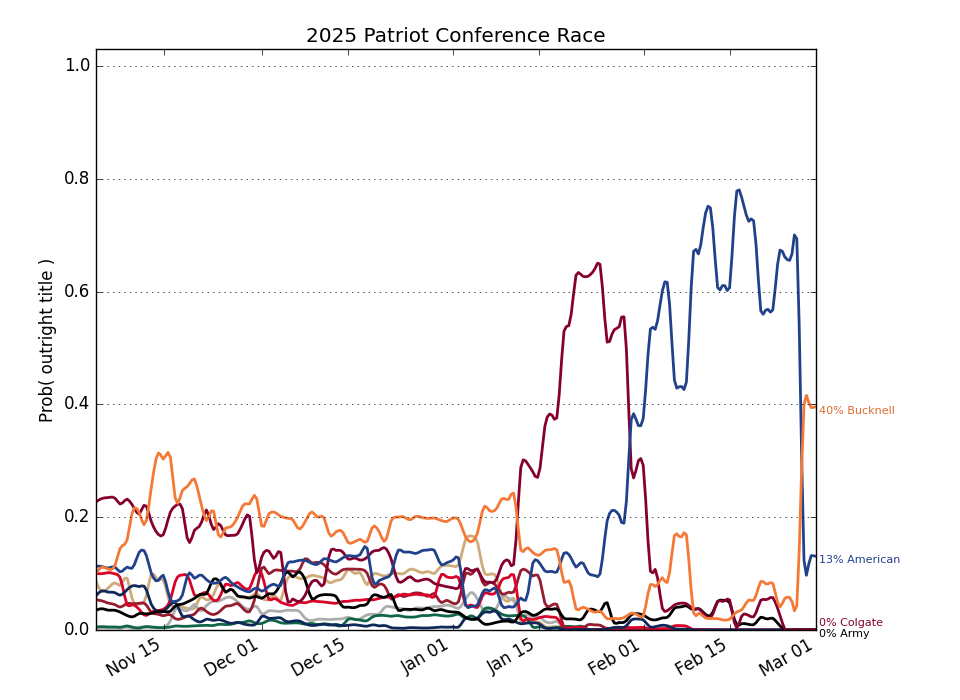 2025 Patriot Conference Race
Prob( outright title )
1.0
0.8
0.6
0.4
0.2
0.0
40% Bucknell
13% American
0% Colgate
0% Army
Nov 15
Dec 01
Dec 15
Jan 01
Jan 15
Feb 01
Feb 15
Mar 01